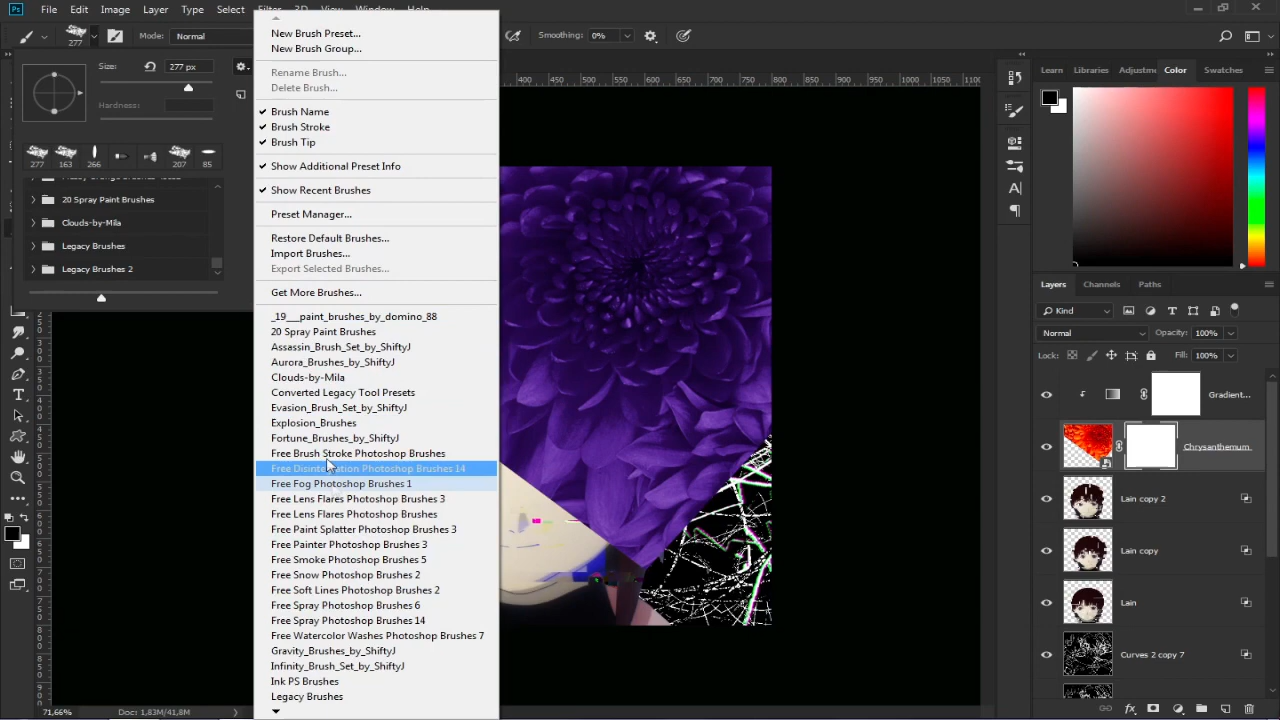 Ps File Edit Image Layer Type Select Filter 3D View Window Help
277 Mode: Normal Smoothing: 0%
Size: 277 px
Hardness:
277 163 266 207 85
20 Spray Paint Brushes
Clouds-by-Mila
Legacy Brushes
Legacy Brushes 2
New Brush Preset...
New Brush Group...
Rename Brush...
Delete Brush...
Brush Name
Brush Stroke
Brush Tip
Show Additional Preset Info
Show Recent Brushes
Preset Manager...
Restore Default Brushes...
Import Brushes...
Export Selected Brushes...
Get More Brushes...
_19___paint_brushes_by_domino_88
20 Spray Paint Brushes
Assassin_Brush_Set_by_ShiftyJ
Aurora_Brushes_by_ShiftyJ
Clouds-by-Mila
Converted Legacy Tool Presets
Evasion_Brush_Set_by_ShiftyJ
Explosion_Brushes
Fortune_Brushes_by_ShiftyJ
Free Brush Stroke Photoshop Brushes
Free Disintegration Photoshop Brushes 14
Free Fog Photoshop Brushes 1
Free Lens Flares Photoshop Brushes 3
Free Lens Flares Photoshop Brushes
Free Paint Splatter Photoshop Brushes 3
Free Painter Photoshop Brushes 3
Free Smoke Photoshop Brushes 5
Free Snow Photoshop Brushes 2
Free Soft Lines Photoshop Brushes 2
Free Spray Photoshop Brushes 6
Free Spray Photoshop Brushes 14
Free Watercolor Washes Photoshop Brushes 7
Gravity_Brushes_by_ShiftyJ
Infinity_Brush_Set_by_ShiftyJ
Ink PS Brushes
Legacy Brushes
400 450 500 550 600 650 700 750 800 850 900 950 1000 1050 1100
Learn Libraries Adjustme Color Swatches
Layers Channels Paths
Kind
Normal Opacity: 100%
Lock: Fill: 100%
Gradient...
Chrysanthemum
Lain copy 2
Lain copy
Lain
Curves 2 copy 7
71,66% Doc: 1,83M/41,8M